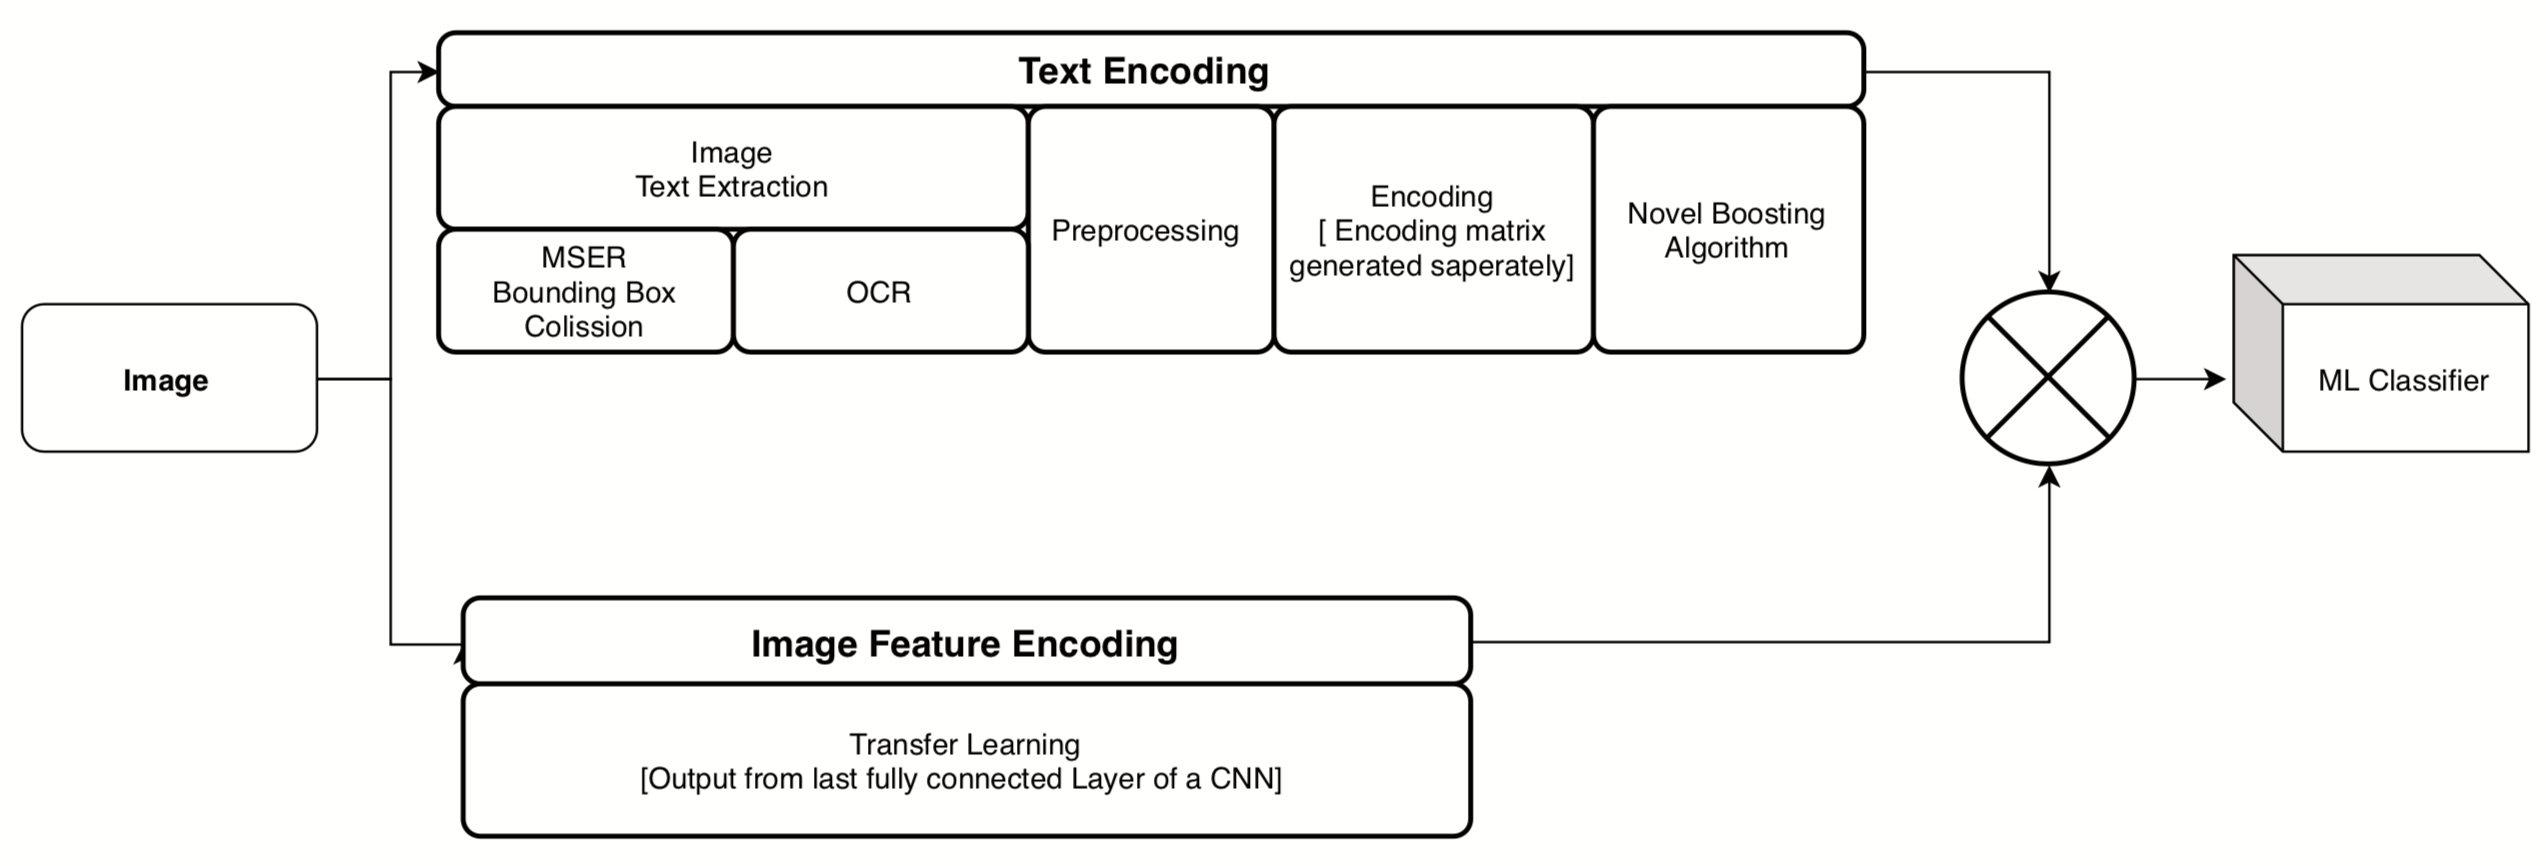 Text Encoding
Image
Text Extraction
MSER
Bounding Box
Colission
OCR
Preprocessing
Encoding
[ Encoding matrix
generated saperately]
Novel Boosting
Algorithm
Image
ML Classifier
Image Feature Encoding
Transfer Learning
[Output from last fully connected Layer of a CNN]